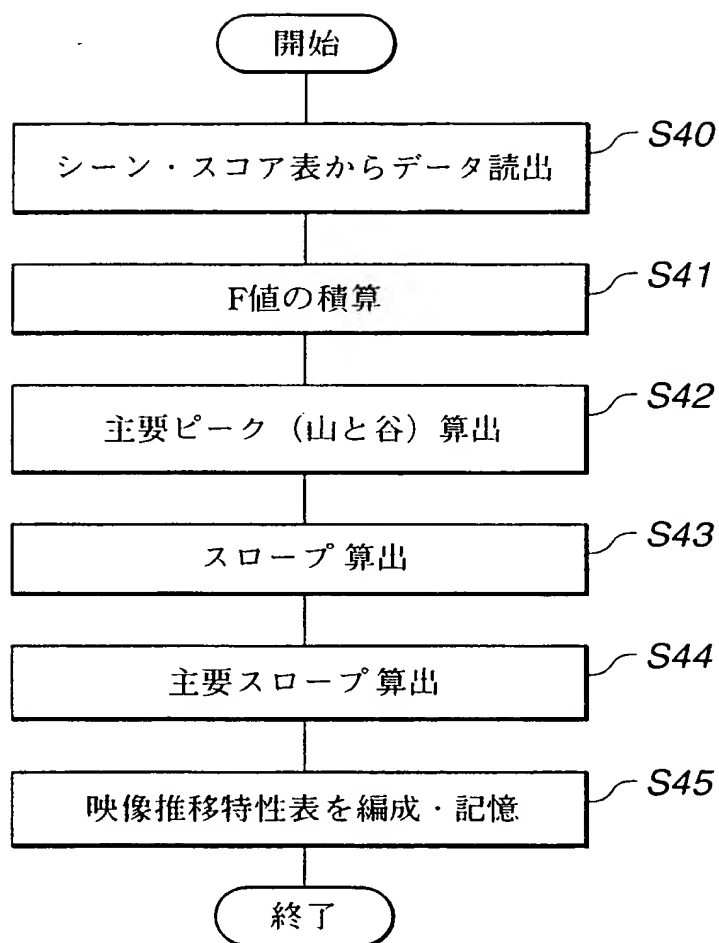 開始
シーン・スコア表からデータ読出
S40
F値の積算
S41
主要ピーク（山と谷）算出
S42
スロープ算出
S43
主要スロープ算出
S44
映像推移特性表を編成・記憶
S45
終了